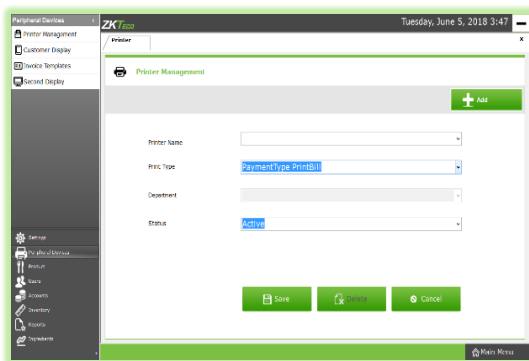 Peripheral Devices
Printer Management
Customer Display
Invoice Templates
Second Display
Settings
Peripheral Devices
Product
Users
Accounts
Inventory
Reports
Ingredients
ZKTeco
Tuesday, June 5, 2018 3:47
Printer
x
Printer Management
Add
Printer Name
Print Type
PaymentType PrintBill
Department
Status
Active
Save
Delete
Cancel
Main Menu